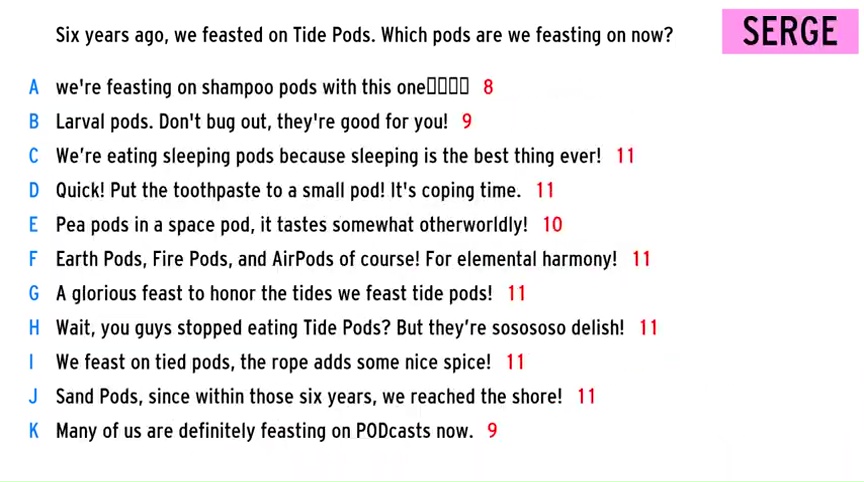 Six years ago, we feasted on Tide Pods. Which pods are we feasting on now?
SERGE
A we're feasting on shampoo pods with this one▯▯▯▯ 8
B Larval pods. Don't bug out, they're good for you! 9
C We’re eating sleeping pods because sleeping is the best thing ever! 11
D Quick! Put the toothpaste to a small pod! It's coping time. 11
E Pea pods in a space pod, it tastes somewhat otherworldly! 10
F Earth Pods, Fire Pods, and AirPods of course! For elemental harmony! 11
G A glorious feast to honor the tides we feast tide pods! 11
H Wait, you guys stopped eating Tide Pods? But they’re sosososo delish! 11
I We feast on tied pods, the rope adds some nice spice! 11
J Sand Pods, since within those six years, we reached the shore! 11
K Many of us are definitely feasting on PODcasts now. 9